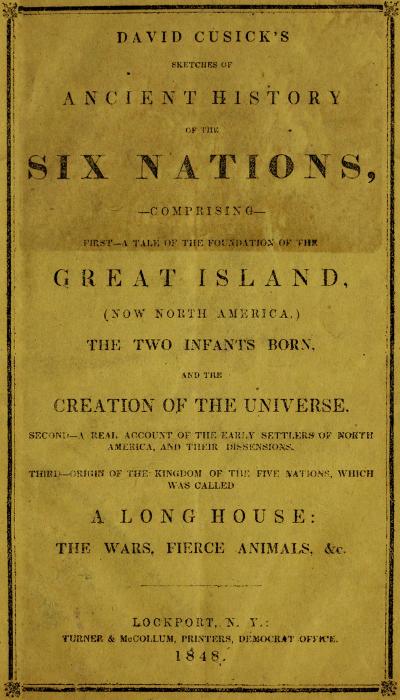 DAVID CUSICK'S
SKETCHES OF
ANCIENT HISTORY
OF THE
SIX NATIONS,
—COMPRISING—
FIRST—A TALE OF THE FOUNDATION OF THE
GREAT ISLAND,
(NOW NORTH AMERICA,)
THE TWO INFANTS BORN,
AND THE
CREATION OF THE UNIVERSE.
SECOND—A REAL ACCOUNT OF THE EARLY SETTLERS OF NORTH
AMERICA, AND THEIR DISSENSIONS.
THIRD—ORIGIN OF THE KINGDOM OF THE FIVE NATIONS, WHICH
WAS CALLED
A LONG HOUSE:
THE WARS, FIERCE ANIMALS, &c.
LOCKPORT, N. Y.:
TURNER & McCOLLUM, PRINTERS, DEMOCRAT OFFICE.
1848.